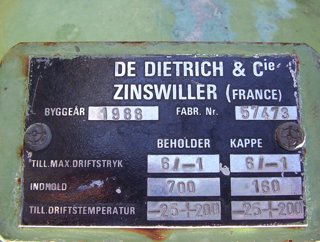 DE DIETRICH & Cie
ZINSWILLER (FRANCE)
BYGGEÅR 1988 FABR. Nr. 57473
BEHOLDER KAPPE
TILL.MAX.DRIFTSTRYK 6/-1 6/-1
INDHOLD 700 160
TILL.DRIFTSTEMPERATUR -25+200 -25+200